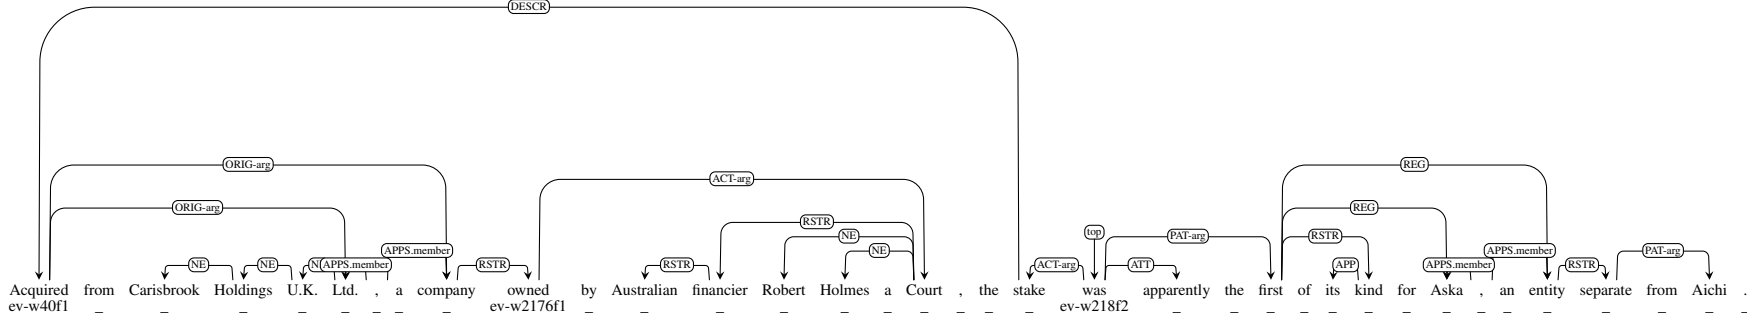 DESCR
ORIG-arg REG
ACT-arg
ORIG-arg REG
RSTR
top NE RSTR PAT-arg
APPS.member NE APPS.member PAT-arg
NE NE APPS.member RSTR RSTR ACT-arg ATT APP APPS.member RSTR
Acquired from Carisbrook Holdings U.K. Ltd. , a company owned by Australian financier Robert Holmes a Court , the stake was apparently the first of its kind for Aska , an entity separate from Aichi .
ev-w40f1 _ _ _ _ _ _ _ _ ev-w2176f1 _ _ _ _ _ _ _ _ _ _ ev-w218f2 _ _ _ _ _ _ _ _ _ _ _ _ _ _ _